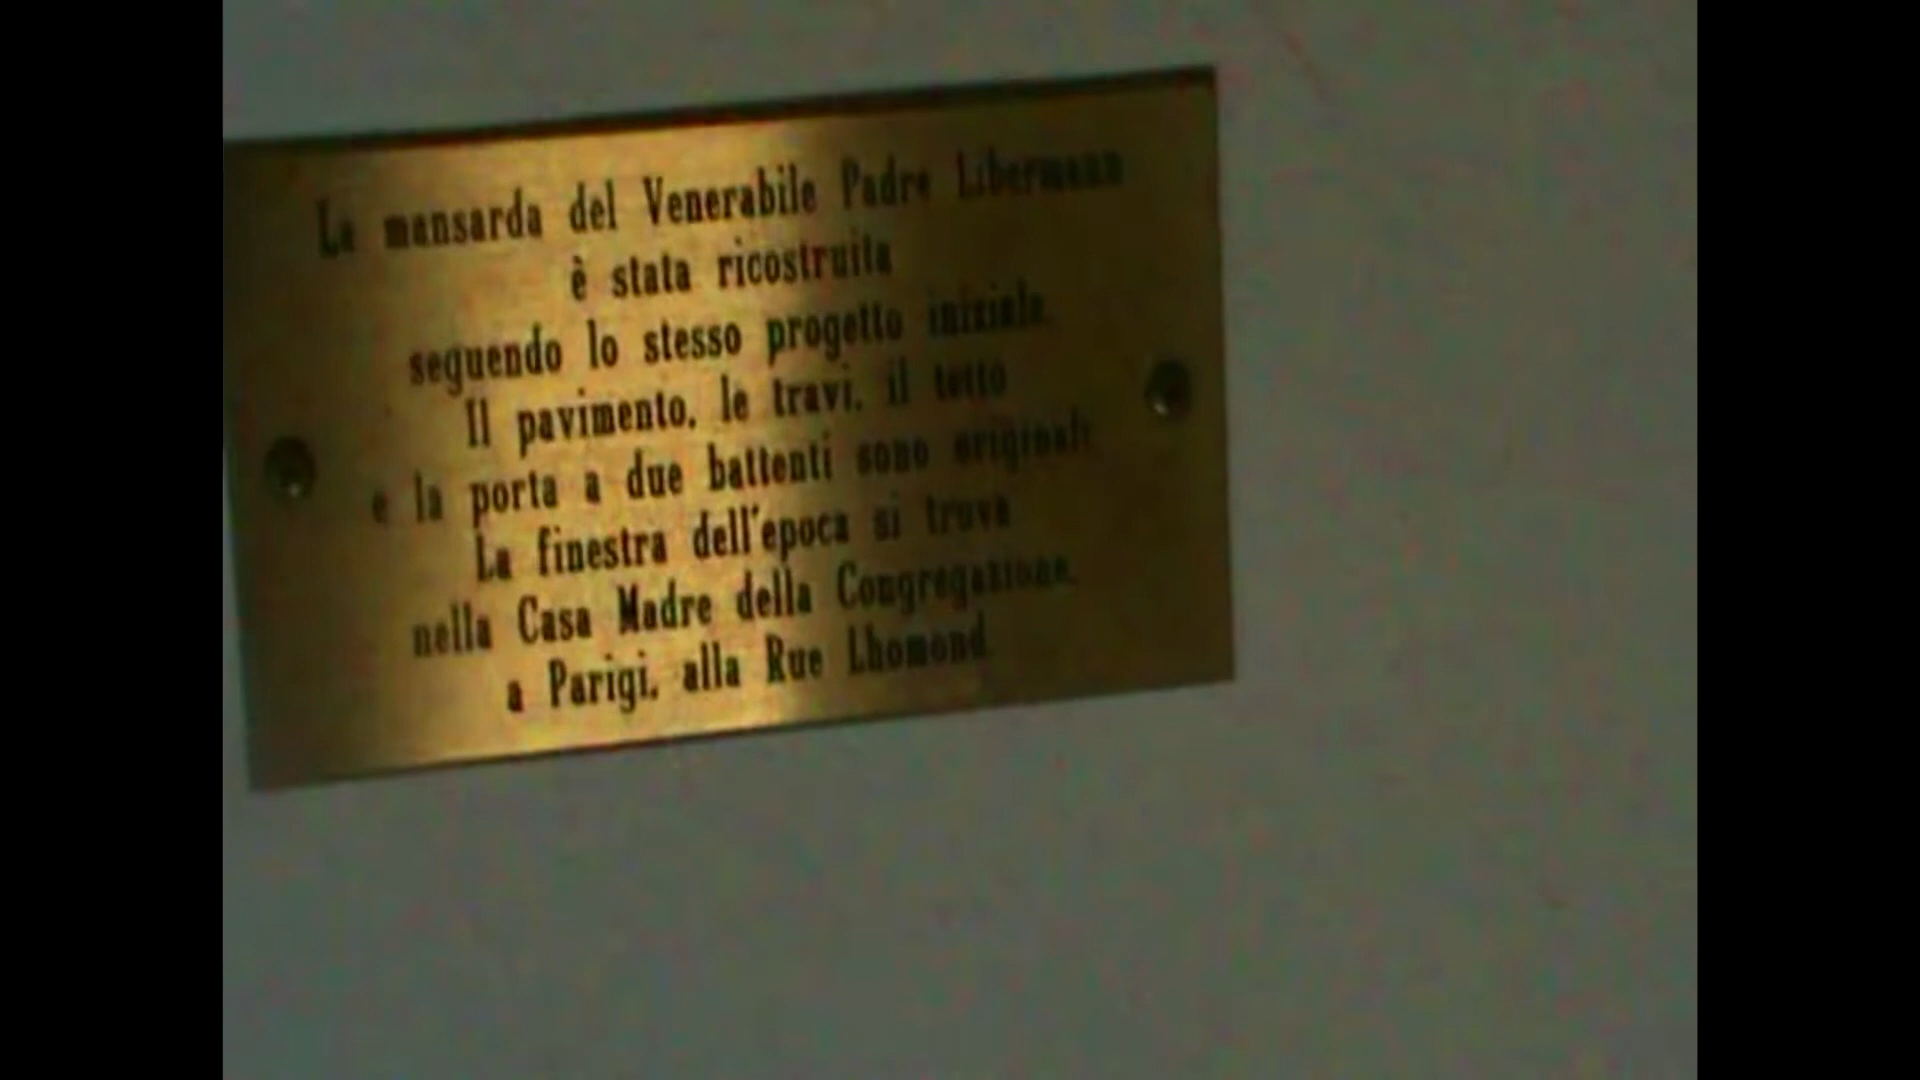 La mansarda del Venerabile Padre Libermann
è stata ricostruita
seguendo lo stesso progetto iniziale.
Il pavimento, le travi, il tetto
e la porta a due battenti sono originali.
La finestra dell'epoca si trova
nella Casa Madre della Congregazione,
a Parigi, alla Rue Lhomond.